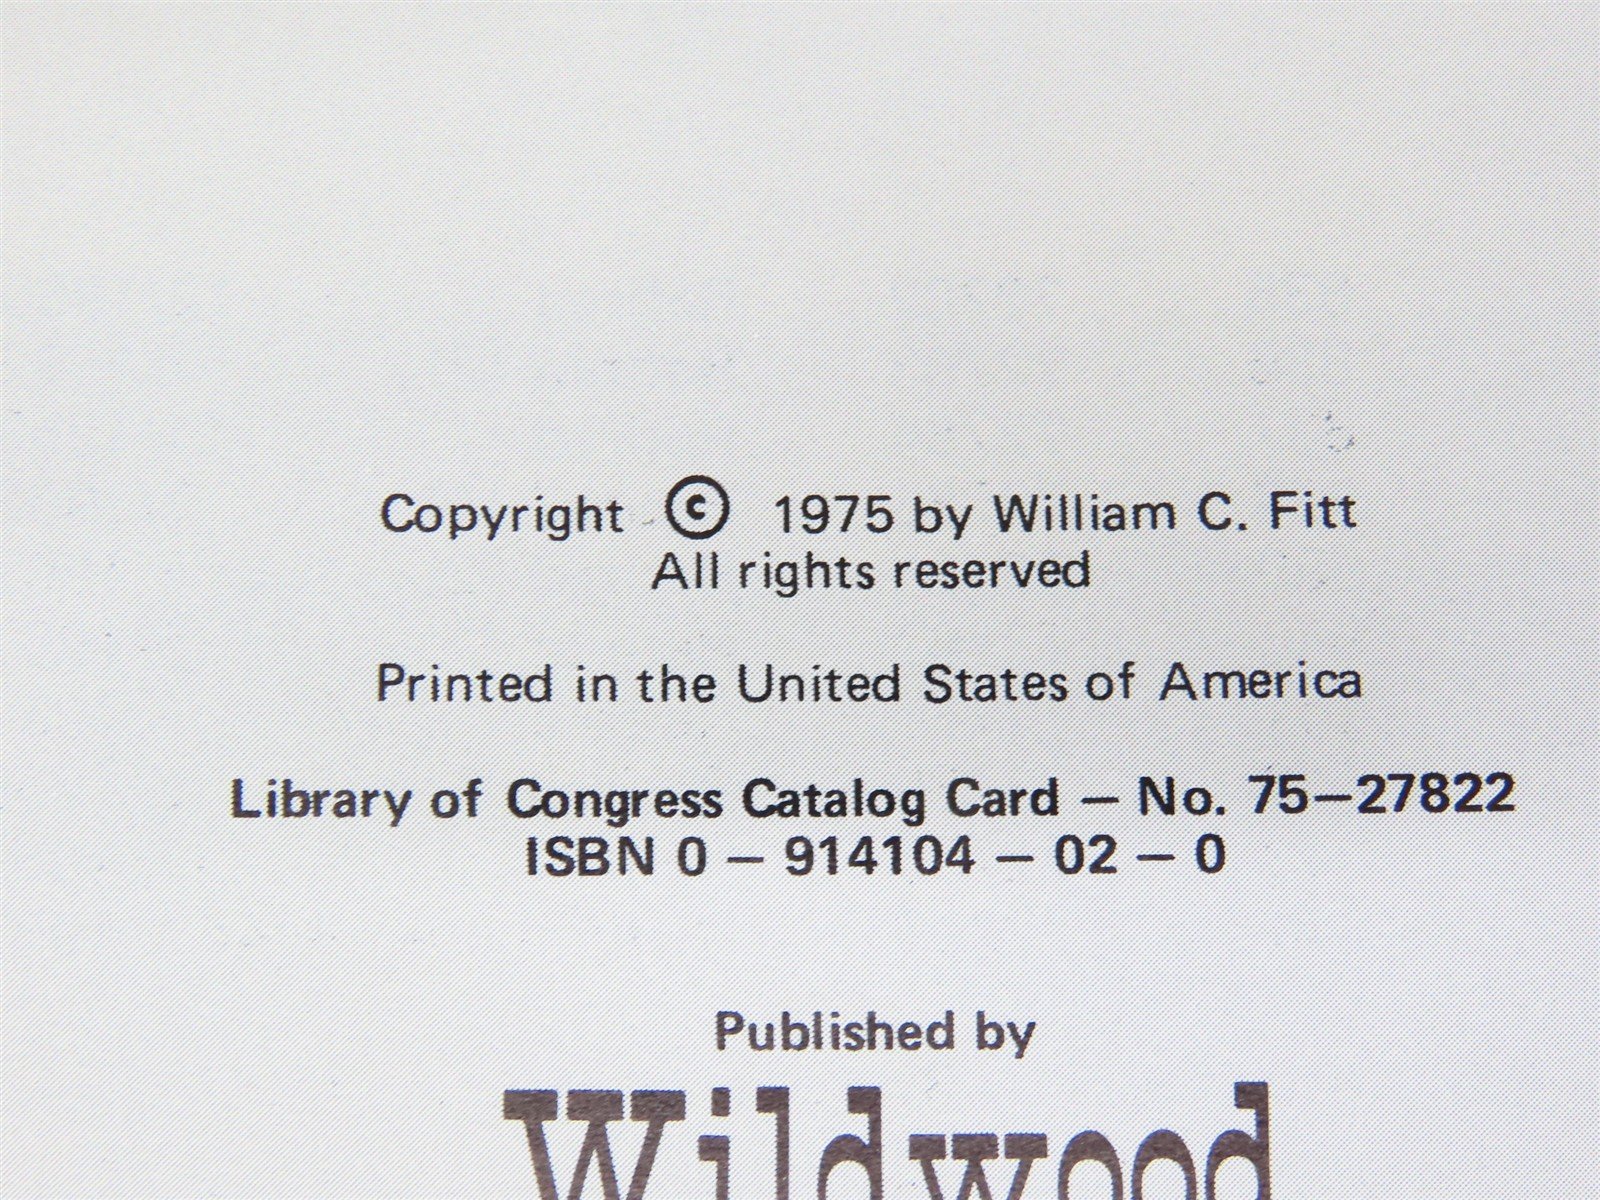 Copyright © 1975 by William C. Fitt
All rights reserved
Printed in the United States of America
Library of Congress Catalog Card — No. 75—27822
ISBN 0 — 914104 — 02 — 0
Published by
Wildwood